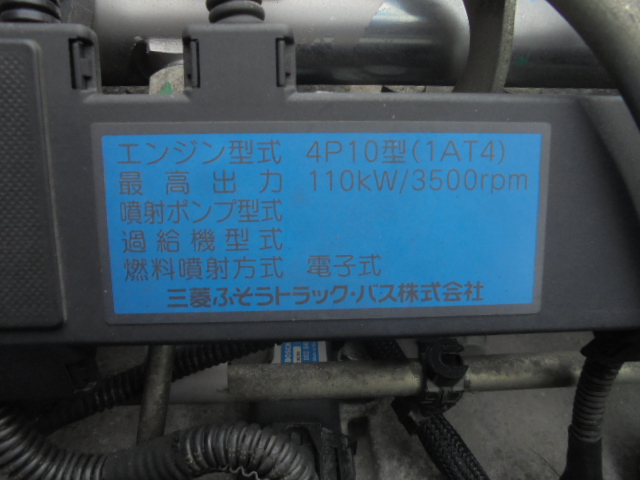 エンジン型式 4P10型(1AT4)
最高出力 110kW/3500rpm
噴射ポンプ型式
過給機型式
燃料噴射方式 電子式
三菱ふそうトラック・バス株式会社